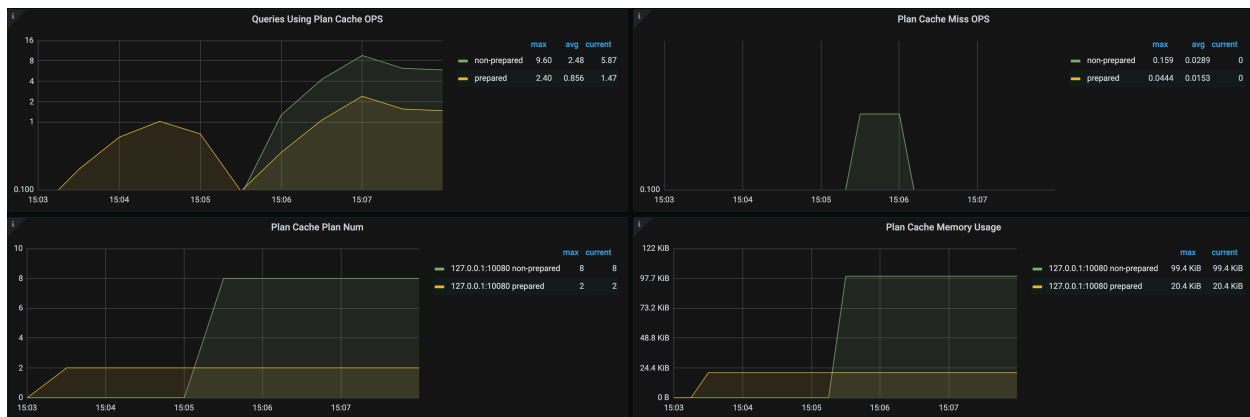 Queries Using Plan Cache OPS
max avg current
non-prepared 9.60 2.48 5.87
prepared 2.40 0.856 1.47
16
8
4
2
1
0.100
15:03 15:04 15:05 15:06 15:07
Plan Cache Miss OPS
max avg current
non-prepared 0.159 0.0289 0
prepared 0.0444 0.0153 0
0.100
15:03 15:04 15:05 15:06 15:07
Plan Cache Plan Num
max current
127.0.0.1:10080 non-prepared 8 8
127.0.0.1:10080 prepared 2 2
10
8
6
4
2
0
15:03 15:04 15:05 15:06 15:07
Plan Cache Memory Usage
max current
127.0.0.1:10080 non-prepared 99.4 KiB 99.4 KiB
127.0.0.1:10080 prepared 20.4 KiB 20.4 KiB
122 KiB
97.7 KiB
73.2 KiB
48.8 KiB
24.4 KiB
0 B
15:03 15:04 15:05 15:06 15:07